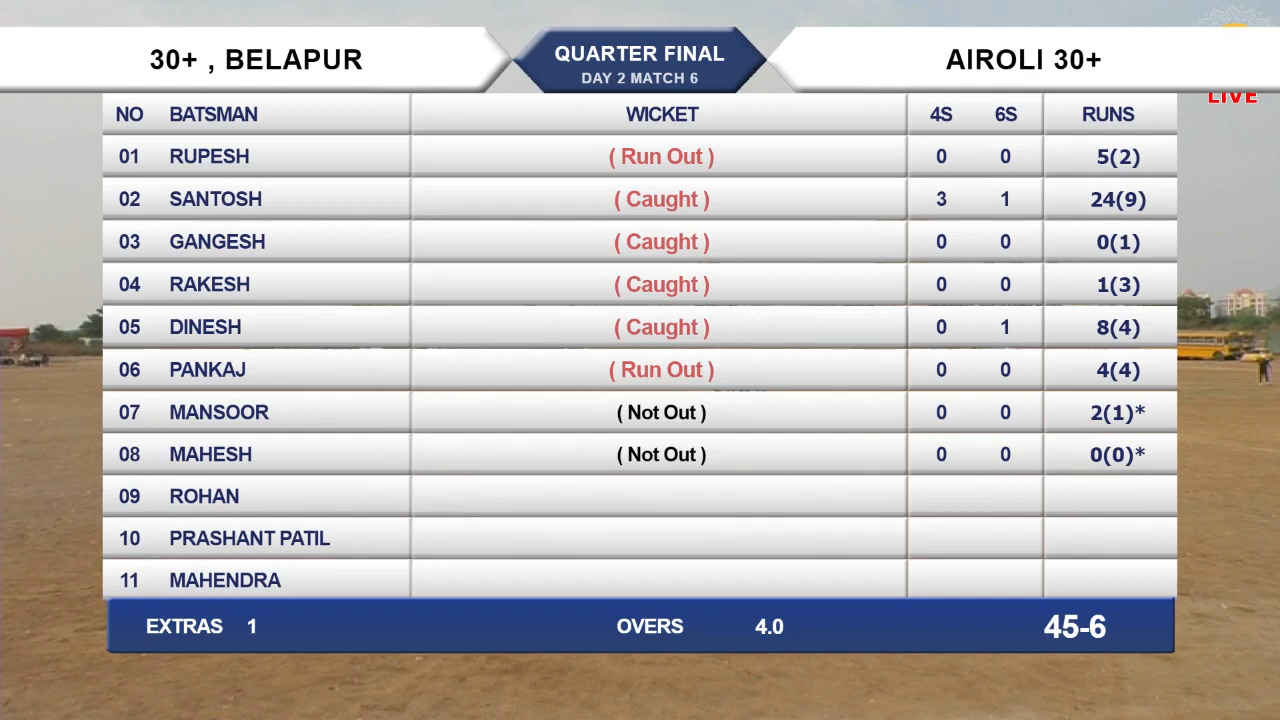 30+ , BELAPUR QUARTER FINAL AIROLI 30+
DAY 2 MATCH 6
LIVE
NO BATSMAN WICKET 4S 6S RUNS
01 RUPESH ( Run Out ) 0 0 5(2)
02 SANTOSH ( Caught ) 3 1 24(9)
03 GANGESH ( Caught ) 0 0 0(1)
04 RAKESH ( Caught ) 0 0 1(3)
05 DINESH ( Caught ) 0 1 8(4)
06 PANKAJ ( Run Out ) 0 0 4(4)
07 MANSOOR ( Not Out ) 0 0 2(1)*
08 MAHESH ( Not Out ) 0 0 0(0)*
09 ROHAN
10 PRASHANT PATIL
11 MAHENDRA
EXTRAS 1 OVERS 4.0 45-6